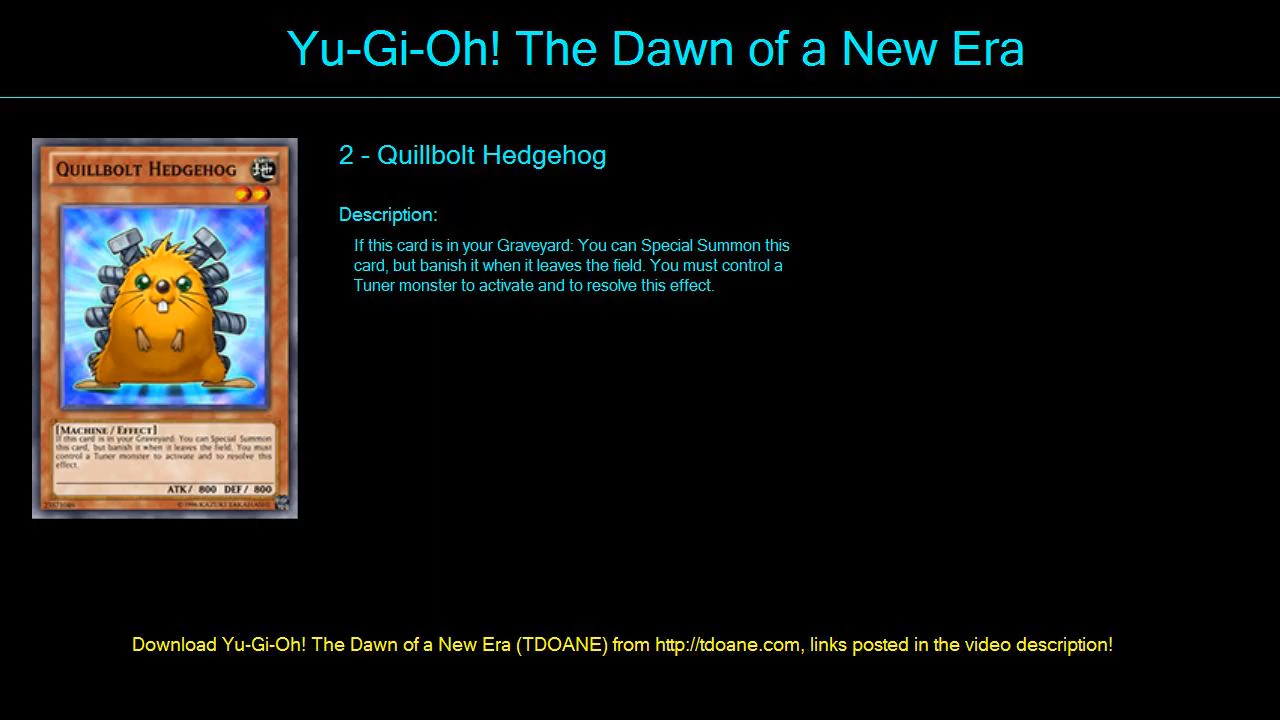 Yu-Gi-Oh! The Dawn of a New Era
QUILLBOLT HEDGEHOG
地
2 - Quillbolt Hedgehog
Description:
If this card is in your Graveyard: You can Special Summon this
card, but banish it when it leaves the field. You must control a
Tuner monster to activate and to resolve this effect.
[MACHINE / EFFECT]
If this card is in your Graveyard: You can Special Summon
this card, but banish it when it leaves the field. You must
control a Tuner monster to activate and to resolve this
effect.
ATK/ 800 DEF/ 800
©1996 KAZUKI TAKAHASHI
Download Yu-Gi-Oh! The Dawn of a New Era (TDOANE) from http://tdoane.com, links posted in the video description!